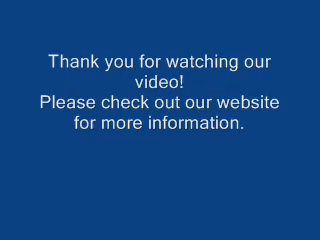 Thank you for watching our
video!
Please check out our website
for more information.